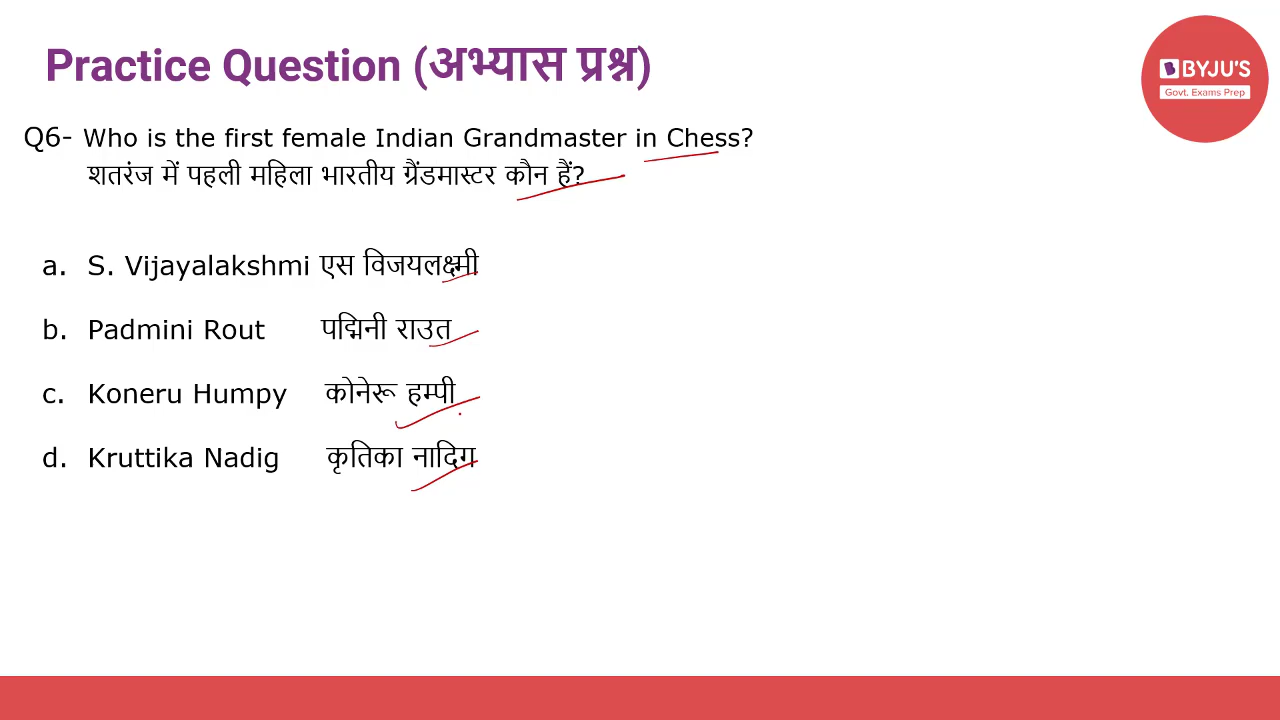 Practice Question (अभ्यास प्रश्न)
BYJU'S
Govt. Exams Prep
Q6- Who is the first female Indian Grandmaster in Chess?
शतरंज में पहली महिला भारतीय ग्रैंडमास्टर कौन हैं?
a. S. Vijayalakshmi एस विजयलक्ष्मी
b. Padmini Rout पद्मिनी राउत
c. Koneru Humpy कोनेरू हम्पी
d. Kruttika Nadig कृतिका नादिग